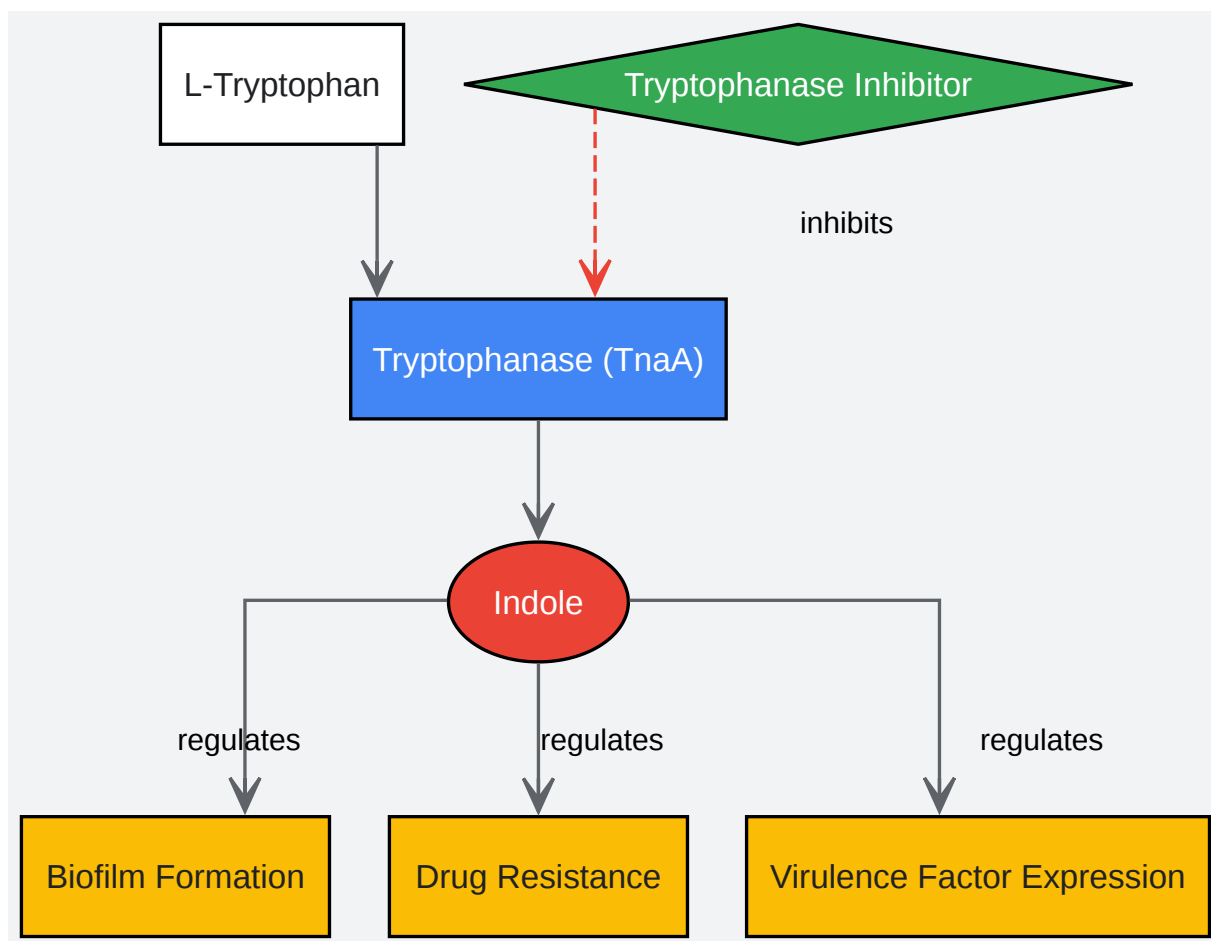 L-Tryptophan
Tryptophanase Inhibitor
inhibits
Tryptophanase (TnaA)
Indole
regulates
regulates
regulates
Biofilm Formation
Drug Resistance
Virulence Factor Expression